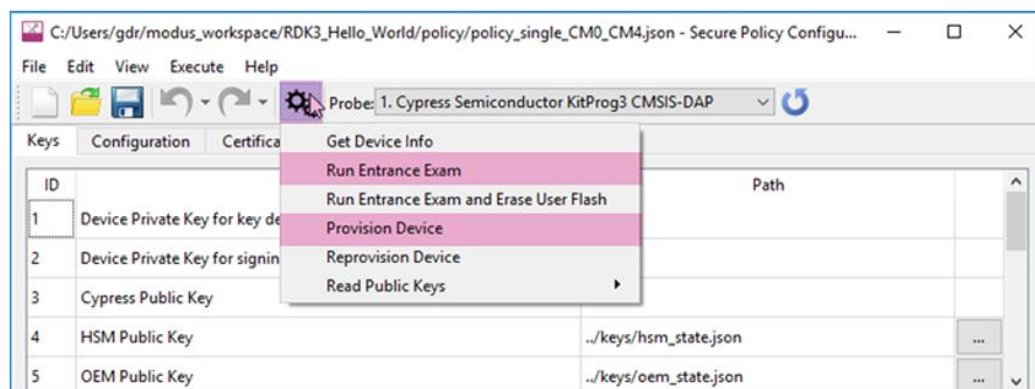 C:/Users/gdr/modus_workspace/RDK3_Hello_World/policy/policy_single_CM0_CM4.json - Secure Policy Configu...
File Edit View Execute Help
Probe: 1. Cypress Semiconductor KitProg3 CMSIS-DAP
Keys Configuration Certifica
Get Device Info
Run Entrance Exam
Run Entrance Exam and Erase User Flash
Provision Device
Reprovision Device
Read Public Keys
ID Path
1 Device Private Key for key de
2 Device Private Key for signin
3 Cypress Public Key
4 HSM Public Key ../keys/hsm_state.json ...
5 OEM Public Key ../keys/oem_state.json ...